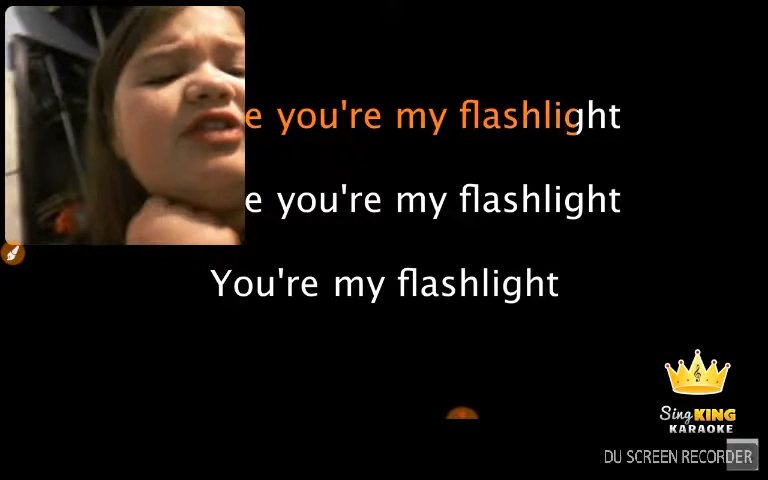 e you're my flashlight
e you're my flashlight
You're my flashlight
Sing KING
KARAOKE
DU SCREEN RECORDER